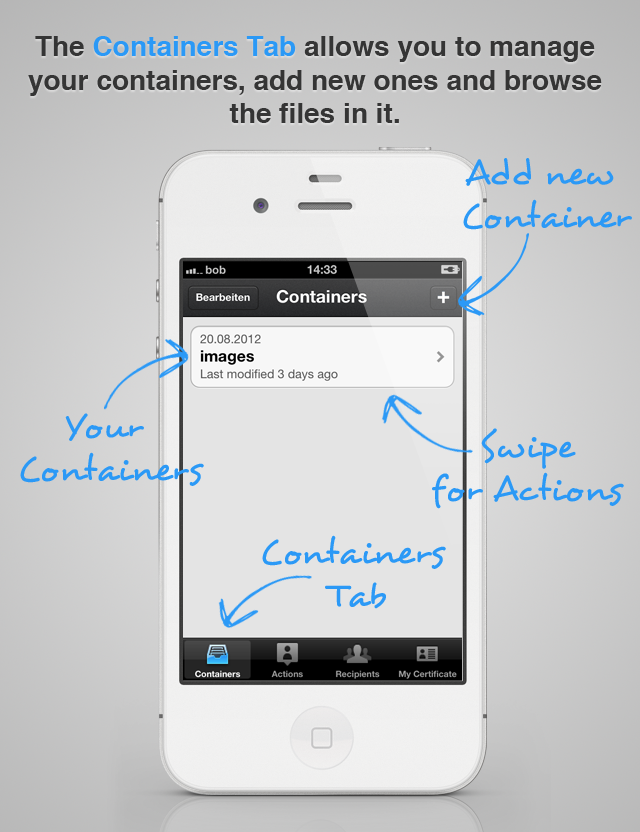 The Containers Tab allows you to manage
your containers, add new ones and browse
the files in it.
Add new
Container
bob 14:33
Bearbeiten Containers +
20.08.2012
images
Last modified 3 days ago
Your
Containers
Swipe
for Actions
Containers
Tab
Containers Actions Recipients My Certificate